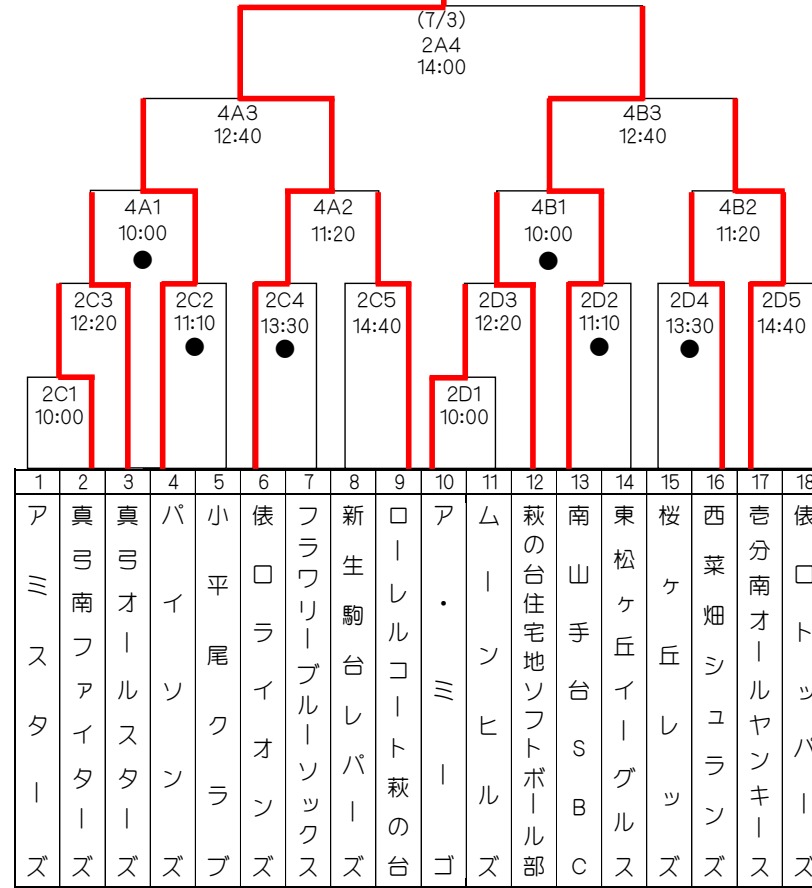 (7/3)
2A4
14:00
4A3
12:40
4B3
12:40
4A1
10:00
●
4A2
11:20
4B1
10:00
●
4B2
11:20
2C3
12:20
2C2
11:10
●
2C4
13:30
●
2C5
14:40
2D3
12:20
2D2
11:10
●
2D4
13:30
●
2D5
14:40
2C1
10:00
2D1
10:00
1 2 3 4 5 6 7 8 9 10 11 12 13 14 15 16 17 18
アミスターズ
真弓南ファイターズ
真弓オールスターズ
パイソンズ
小平尾クラブ
俵口ライオンズ
フラワリーブルーソックス
新生駒台レパーズ
ローレルコート萩の台
ア・ミーゴ
ムーンヒルズ
萩の台住宅地ソフトボール部
南山手台SBC
東松ヶ丘イーグルス
桜ヶ丘レッズ
西菜畑シュランズ
壱分南オールヤンキース
俵口トッパーズ